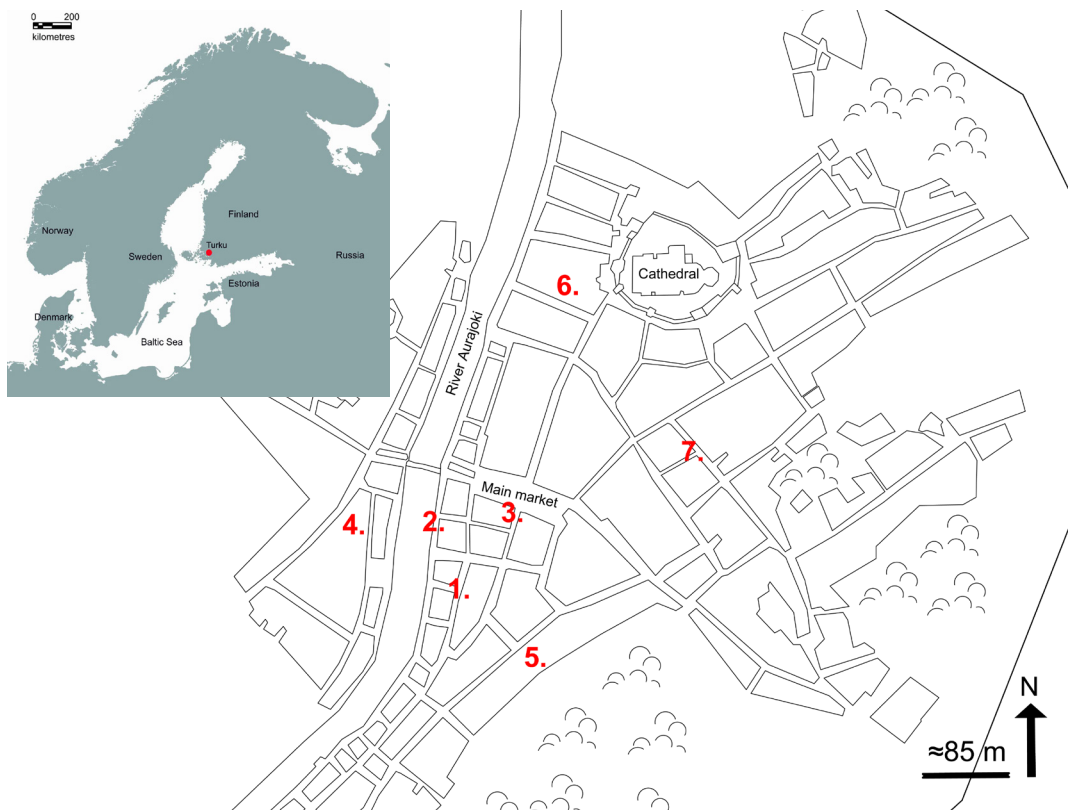 0 200
kilometres
Norway
Sweden
Finland
Turku
Russia
Estonia
Denmark
Baltic Sea
River Aurajoki
Cathedral
6.
7.
Main market
2.
3.
4.
1.
5.
N
≈85 m